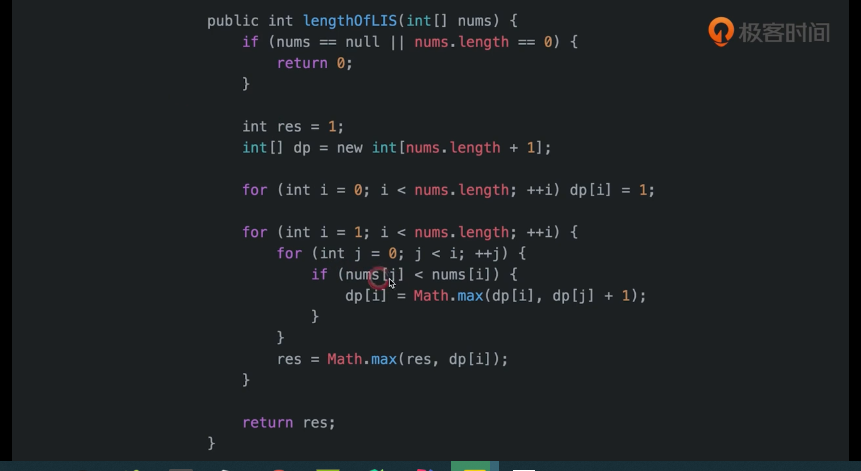 public int lengthOfLIS(int[] nums) {
极客时间
if (nums == null || nums.length == 0) {
return 0;
}
int res = 1;
int[] dp = new int[nums.length + 1];
for (int i = 0; i < nums.length; ++i) dp[i] = 1;
for (int i = 1; i < nums.length; ++i) {
for (int j = 0; j < i; ++j) {
if (nums[j] < nums[i]) {
dp[i] = Math.max(dp[i], dp[j] + 1);
}
}
res = Math.max(res, dp[i]);
}
return res;
}